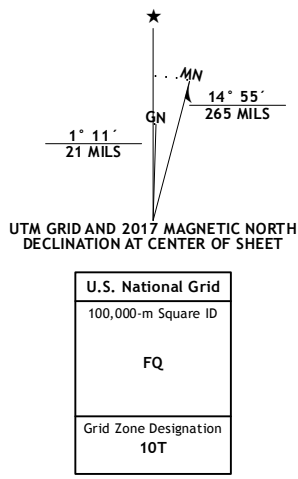 ★
MN
GN
14° 55´
265 MILS
1° 11´
21 MILS
UTM GRID AND 2017 MAGNETIC NORTH
DECLINATION AT CENTER OF SHEET
U.S. National Grid
100,000-m Square ID
FQ
Grid Zone Designation
10T